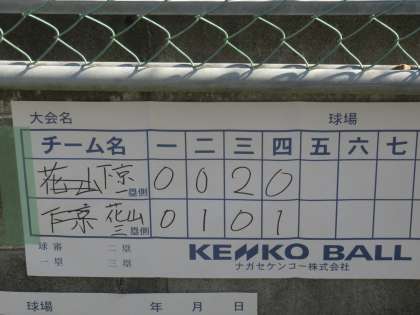 大会名 球場
チーム名 一 二 三 四 五 六 七
花山 下京 一塁側 0 0 2 0
下京 花山 三塁側 0 1 0 1
球審 二塁
一塁 三塁
KENKO BALL
ナガセケンコー株式会社
球場 年 月 日